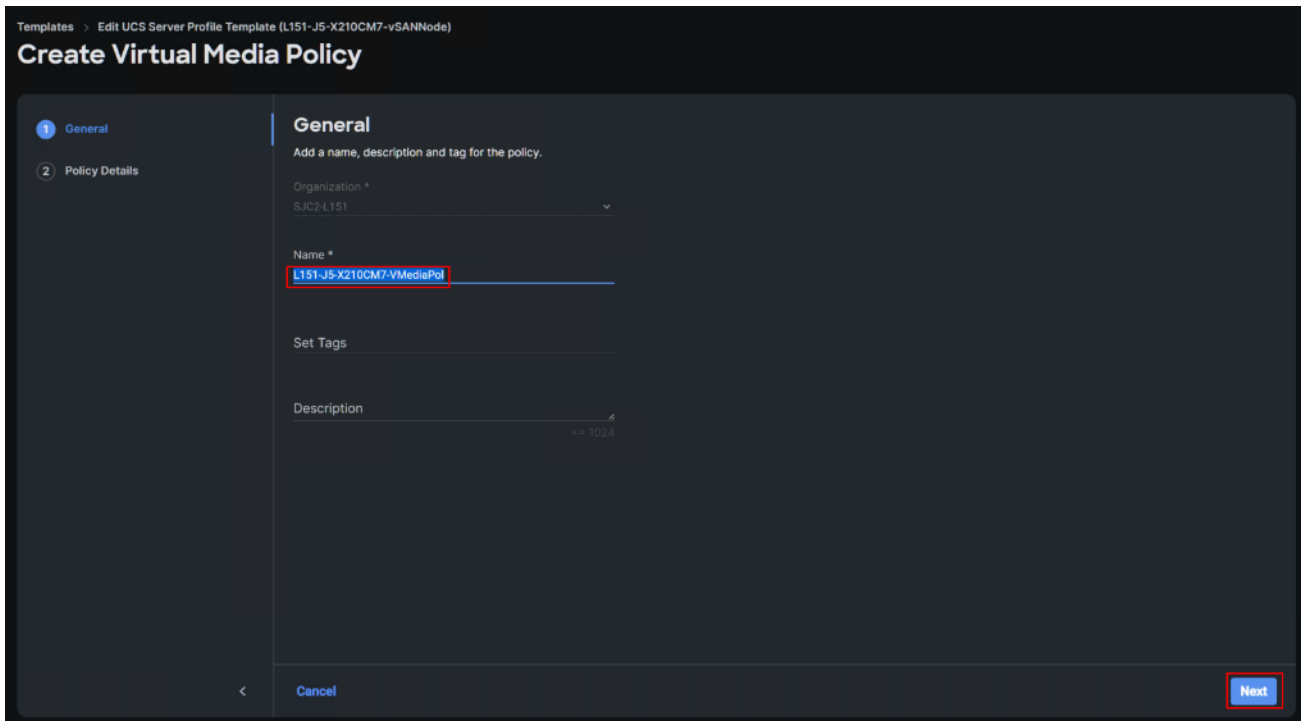 Templates > Edit UCS Server Profile Template (L151-J5-X210CM7-vSANNode)
Create Virtual Media Policy
1 General
2 Policy Details
General
Add a name, description and tag for the policy.
Organization *
SJC2-L151
Name *
L151-J5-X210CM7-VMediaPol
Set Tags
Description
<= 1024
Cancel
Next